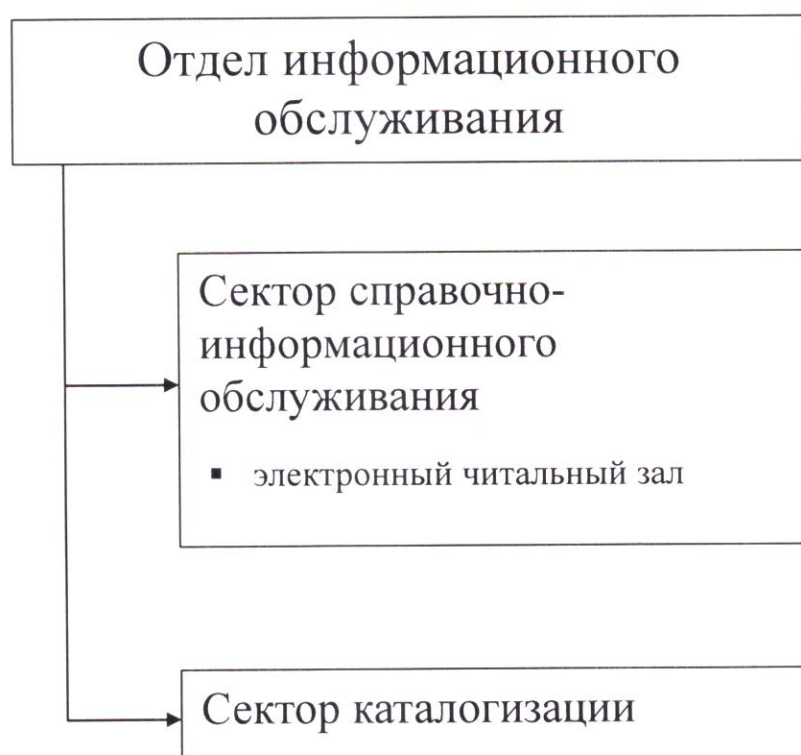 Отдел информационного
обслуживания
Сектор справочно-
информационного
обслуживания
▪ электронный читальный зал
Сектор каталогизации